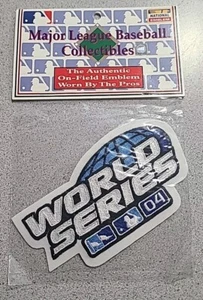 Major League Baseball
Collectibles
The Authentic
On-Field Emblem
Worn By The Pros
WORLD
SERIES
04